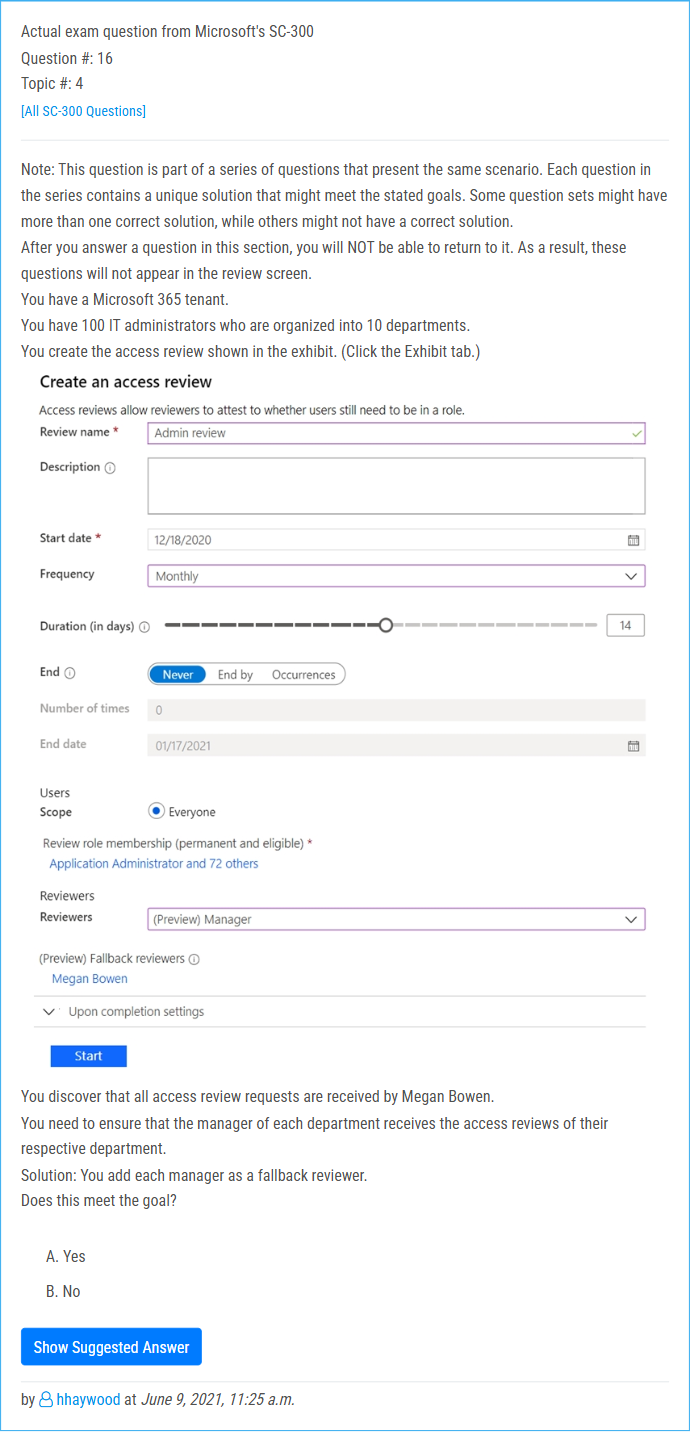 Actual exam question from Microsoft's SC-300
Question #: 16
Topic #: 4
[All SC-300 Questions]
Note: This question is part of a series of questions that present the same scenario. Each question in
the series contains a unique solution that might meet the stated goals. Some question sets might have
more than one correct solution, while others might not have a correct solution.
After you answer a question in this section, you will NOT be able to return to it. As a result, these
questions will not appear in the review screen.
You have a Microsoft 365 tenant.
You have 100 IT administrators who are organized into 10 departments.
You create the access review shown in the exhibit. (Click the Exhibit tab.)
Create an access review
Access reviews allow reviewers to attest to whether users still need to be in a role.
Review name * Admin review
Description
Start date * 12/18/2020
Frequency Monthly
Duration (in days) 14
End Never End by Occurrences
Number of times 0
End date 01/17/2021
Users
Scope Everyone
Review role membership (permanent and eligible) *
Application Administrator and 72 others
Reviewers
Reviewers (Preview) Manager
(Preview) Fallback reviewers
Megan Bowen
Upon completion settings
Start
You discover that all access review requests are received by Megan Bowen.
You need to ensure that the manager of each department receives the access reviews of their
respective department.
Solution: You add each manager as a fallback reviewer.
Does this meet the goal?
A. Yes
B. No
Show Suggested Answer
by hhaywood at June 9, 2021, 11:25 a.m.